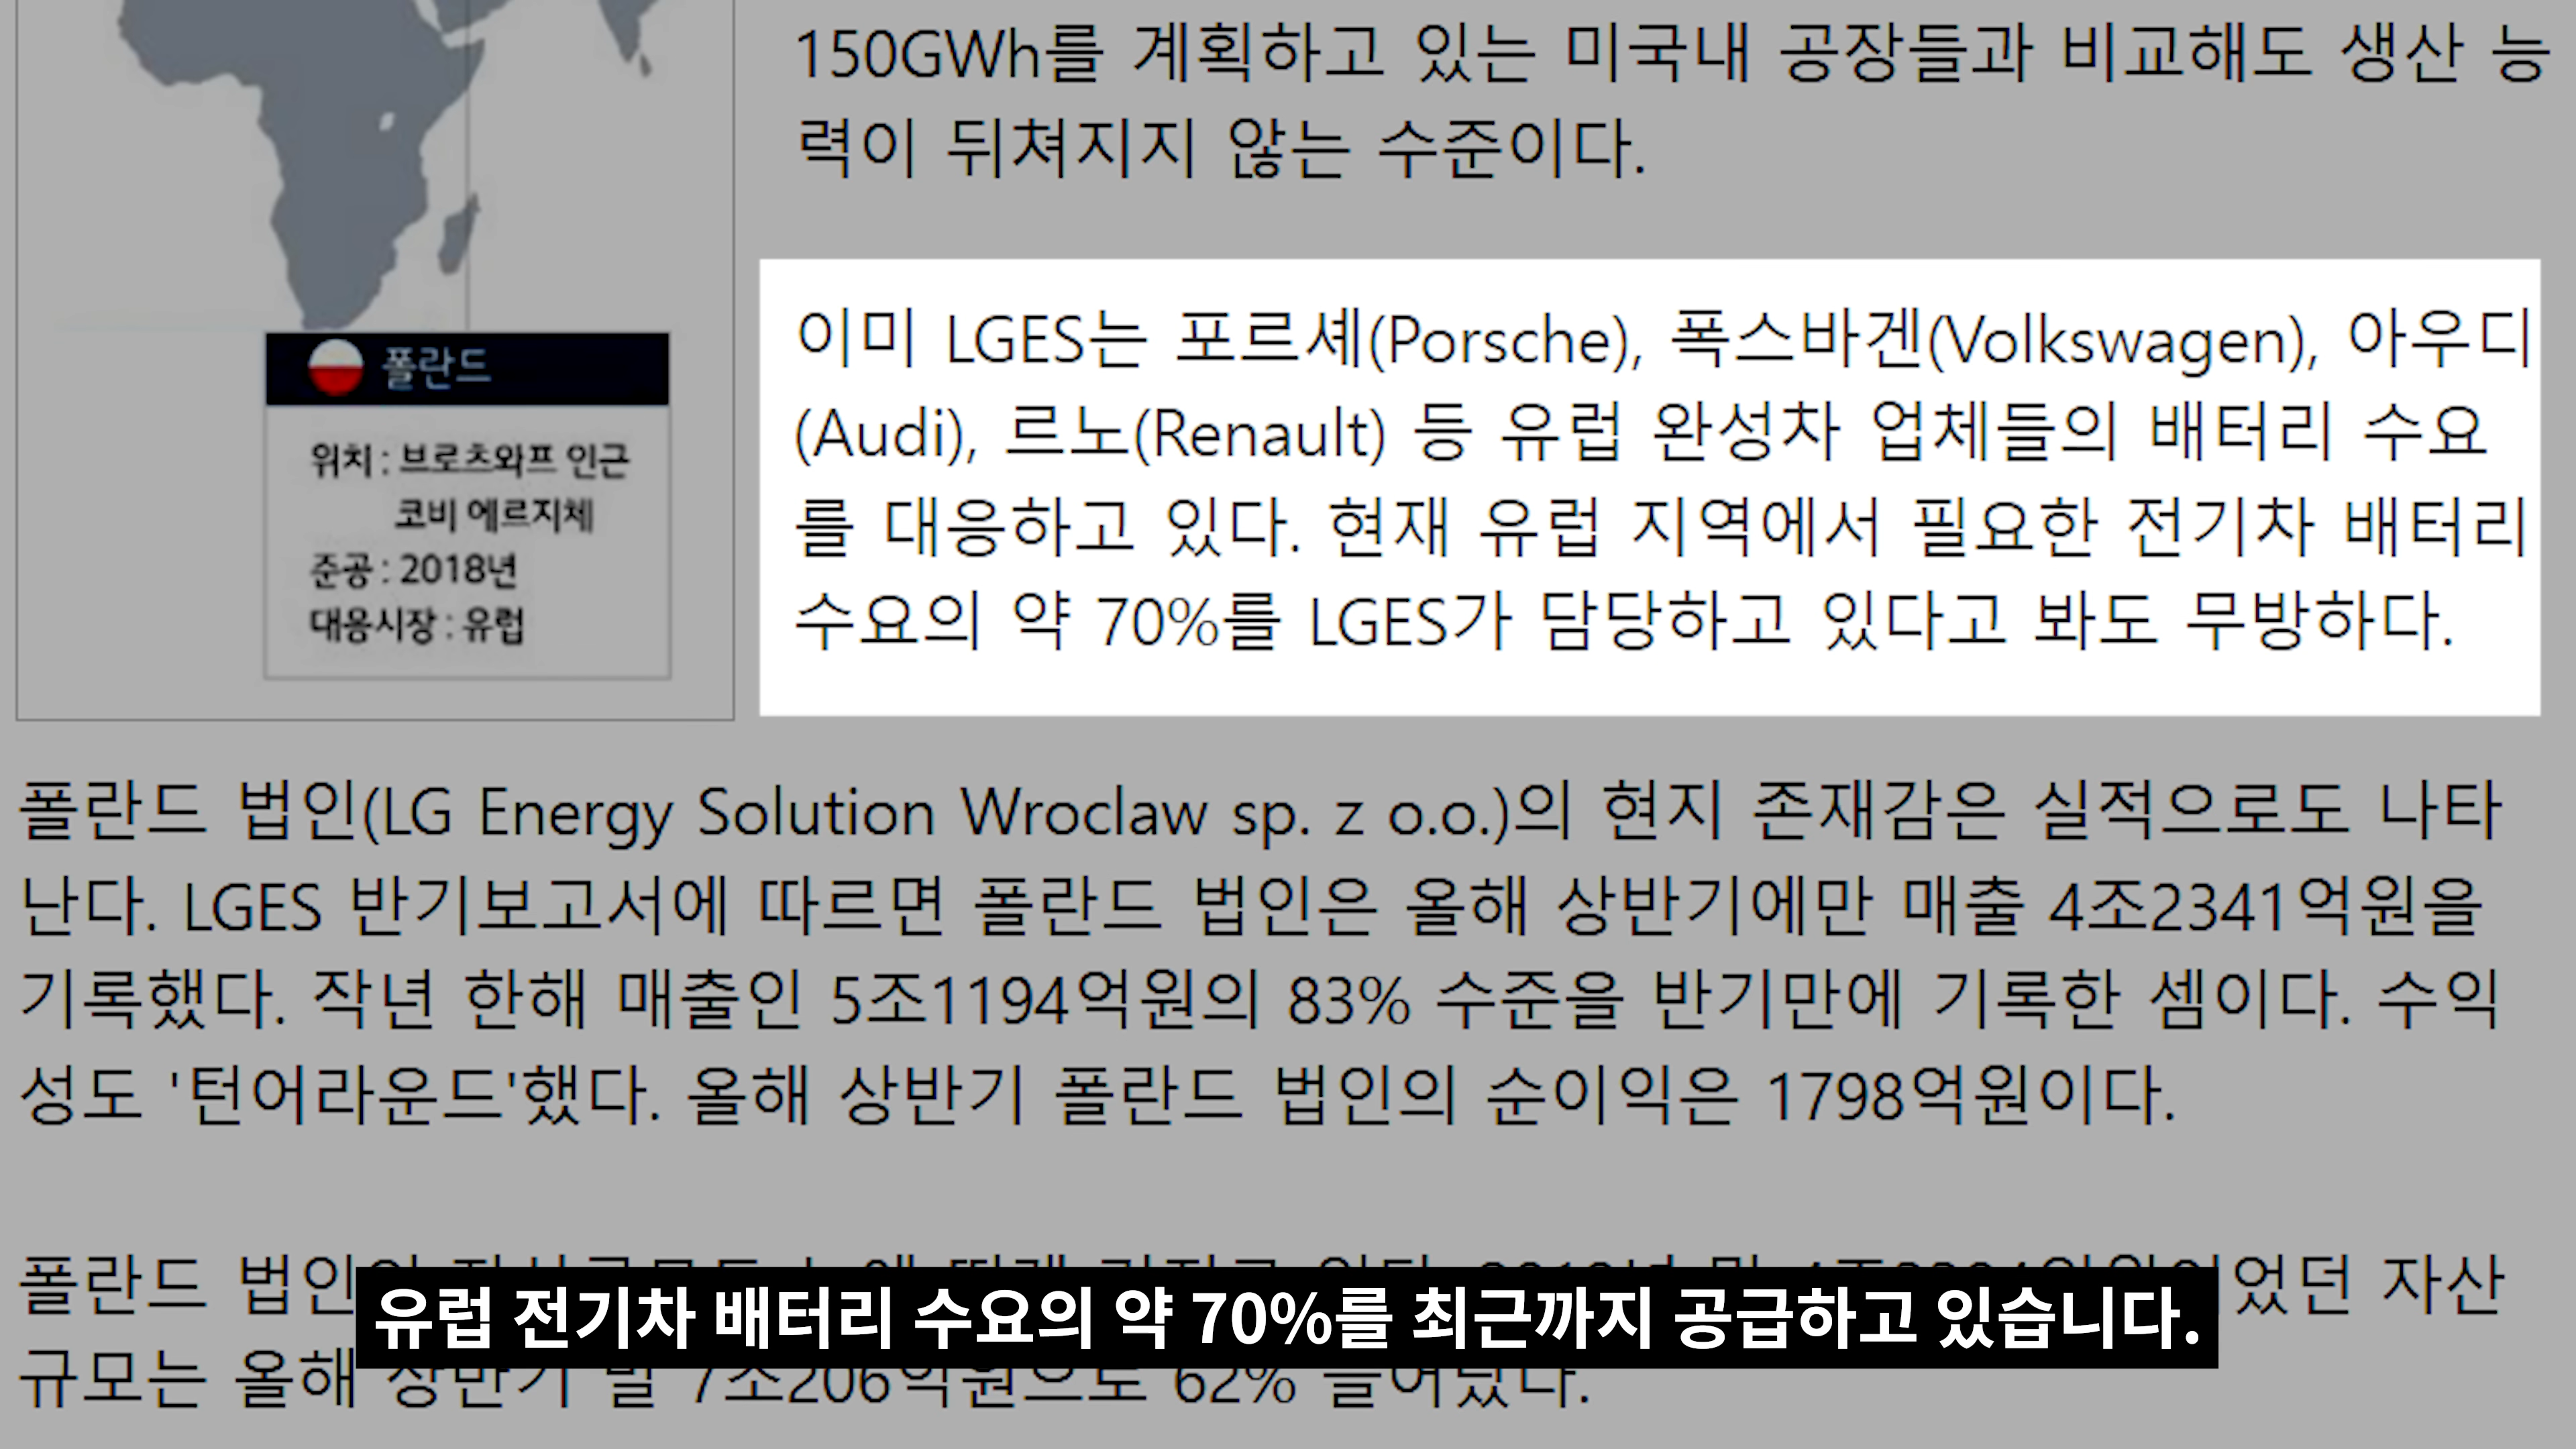 150GWh를 계획하고 있는 미국내 공장들과 비교해도 생산 능
력이 뒤쳐지지 않는 수준이다.
이미 LGES는 포르셰(Porsche), 폭스바겐(Volkswagen), 아우디
(Audi), 르노(Renault) 등 유럽 완성차 업체들의 배터리 수요
를 대응하고 있다. 현재 유럽 지역에서 필요한 전기차 배터리
수요의 약 70%를 LGES가 담당하고 있다고 봐도 무방하다.
폴란드
위치 : 브로츠와프 인근
코비에르지체
준공 : 2018년
대응시장 : 유럽
폴란드 법인(LG Energy Solution Wroclaw sp. z o.o.)의 현지 존재감은 실적으로도 나타
난다. LGES 반기보고서에 따르면 폴란드 법인은 올해 상반기에만 매출 4조2341억원을
기록했다. 작년 한해 매출인 5조1194억원의 83% 수준을 반기만에 기록한 셈이다. 수익
성도 '턴어라운드'했다. 올해 상반기 폴란드 법인의 순이익은 1798억원이다.
폴란드 자산
유럽 전기차 배터리 수요의 약 70%를 최근까지 공급하고 있습니다.
규모는 올해 상반기 말 7조206억원으로 62%